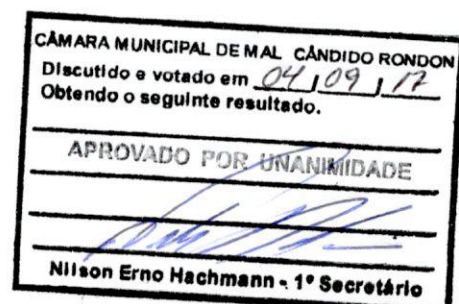 CÂMARA MUNICIPAL DE MAL CÂNDIDO RONDON
Discutido e votado em 04 / 09 / 17
Obtendo o seguinte resultado.
APROVADO POR UNANIMIDADE
Nilson Erno Hachmann - 1º Secretário